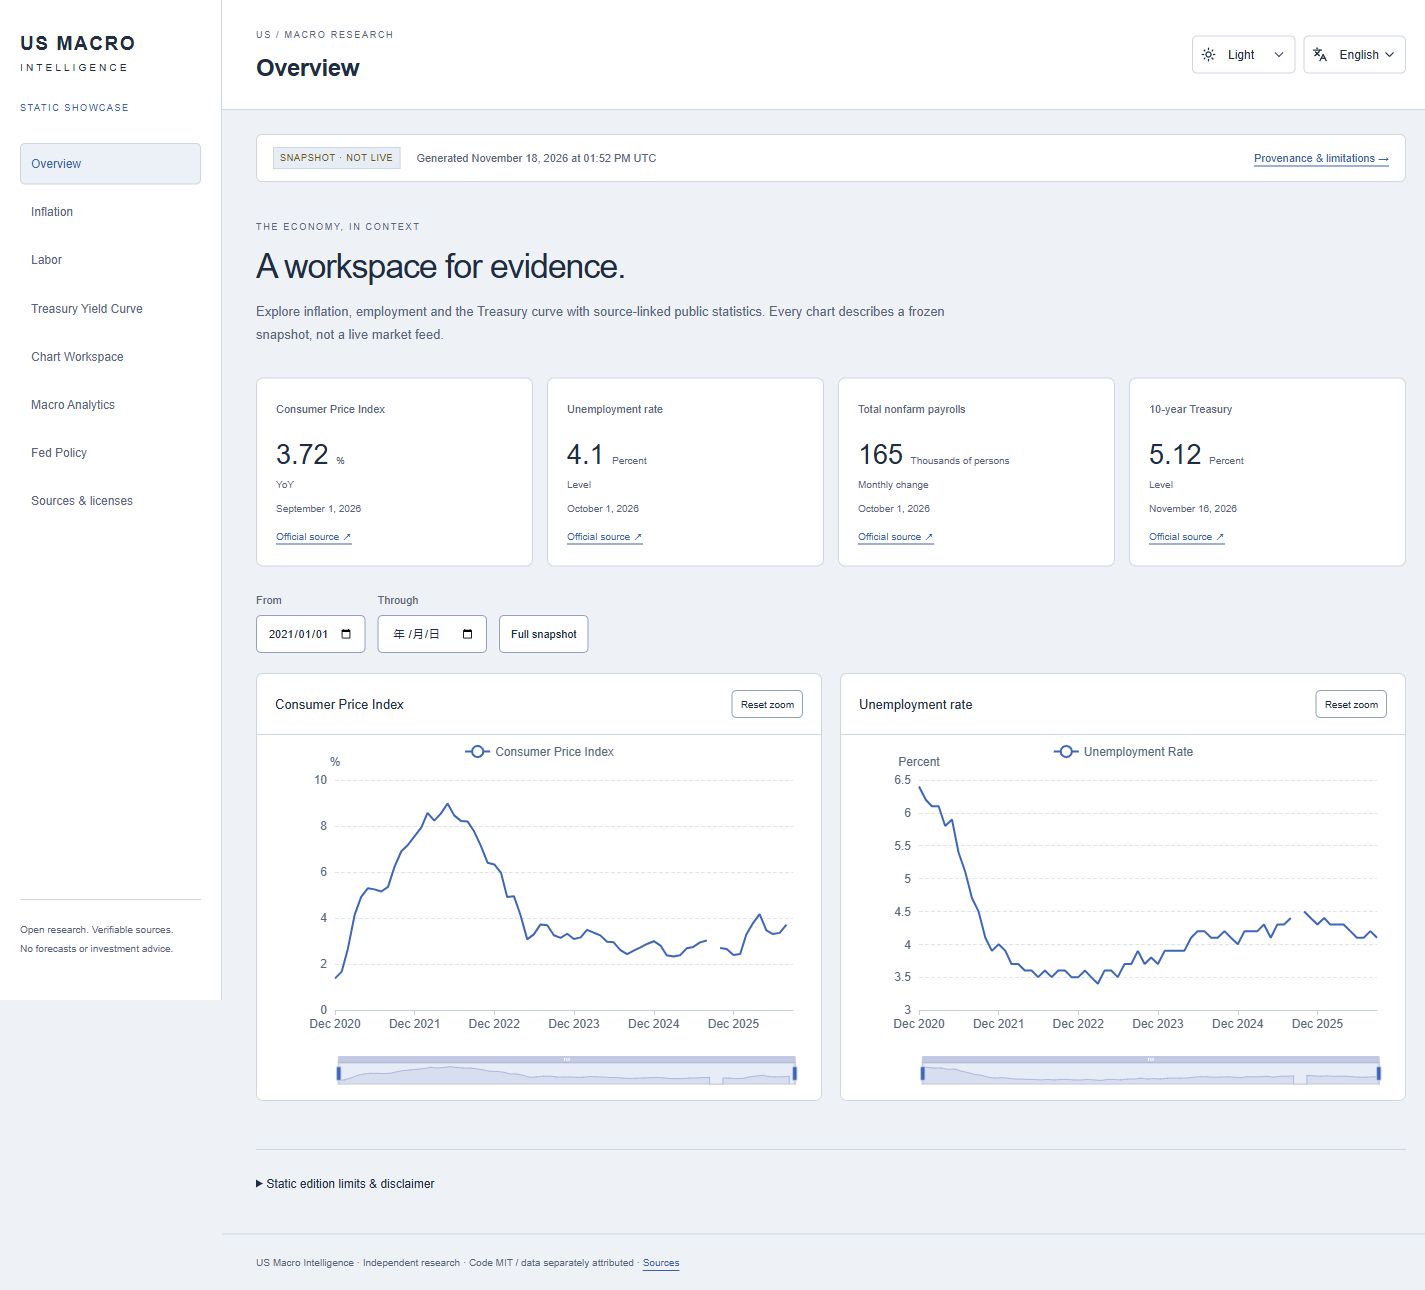 US MACRO
INTELLIGENCE
STATIC SHOWCASE
Overview
Inflation
Labor
Treasury Yield Curve
Chart Workspace
Macro Analytics
Fed Policy
Sources & licenses
Open research. Verifiable sources.
No forecasts or investment advice.
US / MACRO RESEARCH
Overview
Light
English
SNAPSHOT · NOT LIVE
Generated November 18, 2026 at 01:52 PM UTC
Provenance & limitations →
THE ECONOMY, IN CONTEXT
A workspace for evidence.
Explore inflation, employment and the Treasury curve with source-linked public statistics. Every chart describes a frozen
snapshot, not a live market feed.
Consumer Price Index
3.72 %
YoY
September 1, 2026
Official source ↗
Unemployment rate
4.1 Percent
Level
October 1, 2026
Official source ↗
Total nonfarm payrolls
165 Thousands of persons
Monthly change
October 1, 2026
Official source ↗
10-year Treasury
5.12 Percent
Level
November 16, 2026
Official source ↗
From
Through
2021/01/01
年 /月/日
Full snapshot
Consumer Price Index
Reset zoom
Consumer Price Index
%
10
8
6
4
2
0
Dec 2020 Dec 2021 Dec 2022 Dec 2023 Dec 2024 Dec 2025
Unemployment rate
Reset zoom
Unemployment Rate
Percent
6.5
6
5.5
5
4.5
4
3.5
3
Dec 2020 Dec 2021 Dec 2022 Dec 2023 Dec 2024 Dec 2025
▶ Static edition limits & disclaimer
US Macro Intelligence · Independent research · Code MIT / data separately attributed · Sources